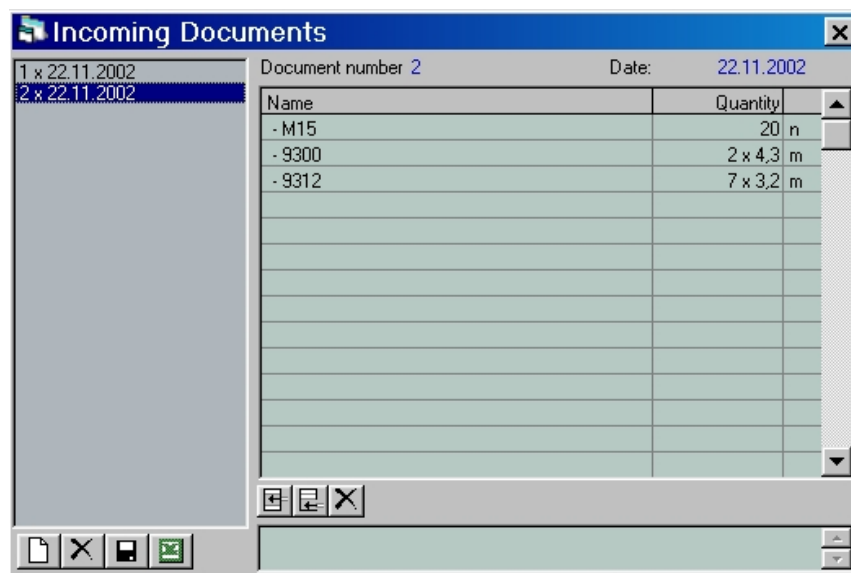 Incoming Documents
1 x 22.11.2002
2 x 22.11.2002
Document number 2 Date: 22.11.2002
Name Quantity
- M15 20 n
- 9300 2 x 4,3 m
- 9312 7 x 3,2 m